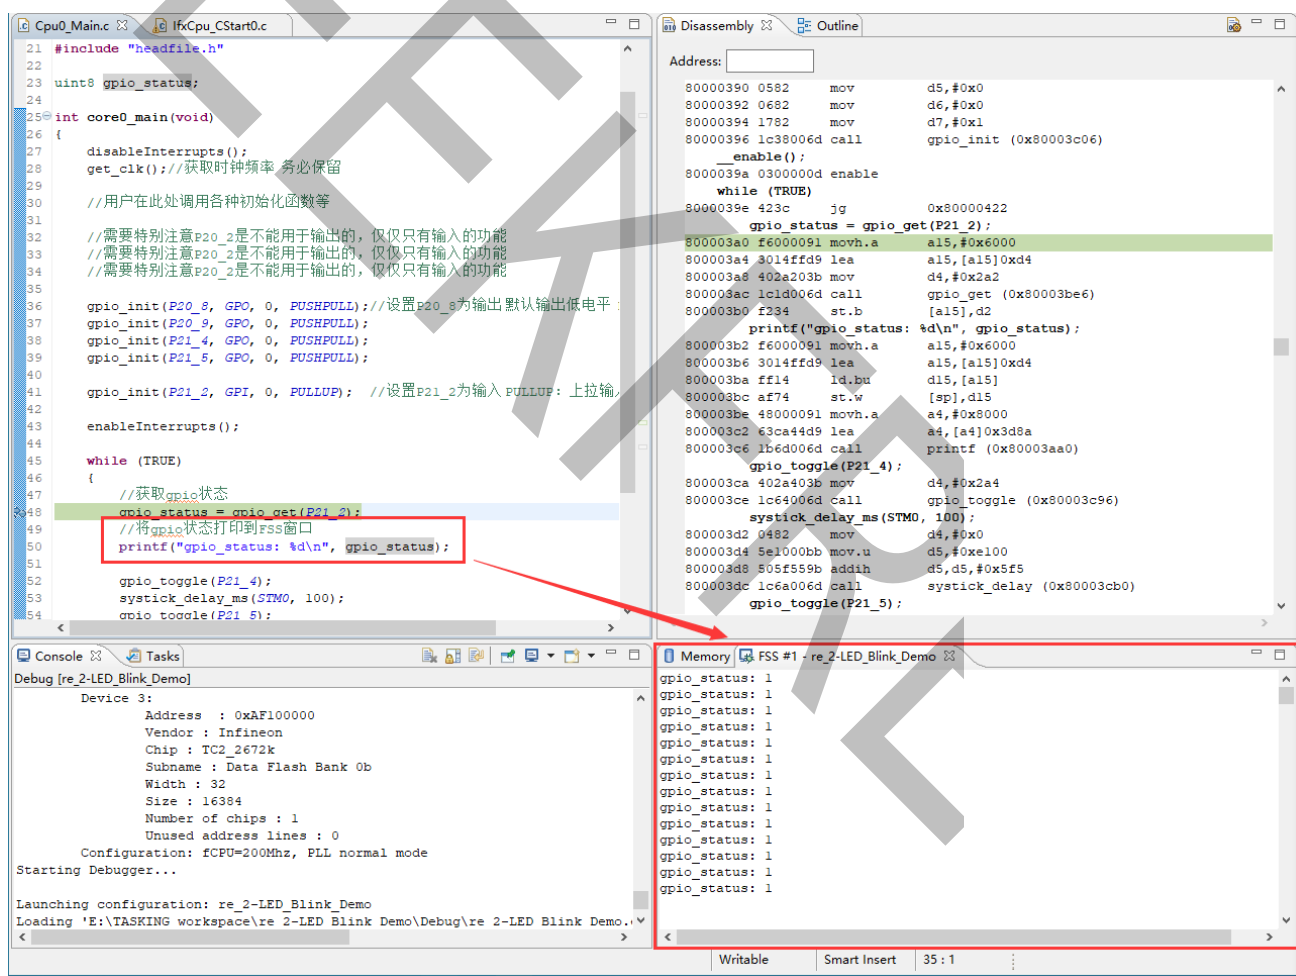 Cpu0_Main.c
IfxCpu_CStart0.c
21 #include "headfile.h"
22
23 uint8 gpio_status;
24
25 int core0_main(void)
26 {
27 disableInterrupts();
28 get_clk();//获取时钟频率 务必保留
29
30 //用户在此处调用各种初始化函数等
31
32 //需要特别注意P20_2是不能用于输出的，仅仅只有输入的功能
33 //需要特别注意P20_2是不能用于输出的，仅仅只有输入的功能
34 //需要特别注意P20_2是不能用于输出的，仅仅只有输入的功能
35
36 gpio_init(P20_8, GPO, 0, PUSHPULL);//设置P20_8为输出 默认输出低电平
37 gpio_init(P20_9, GPO, 0, PUSHPULL);
38 gpio_init(P21_4, GPO, 0, PUSHPULL);
39 gpio_init(P21_5, GPO, 0, PUSHPULL);
40
41 gpio_init(P21_2, GPI, 0, PULLUP); //设置P21_2为输入 PULLUP：上拉输
42
43 enableInterrupts();
44
45 while (TRUE)
46 {
47 //获取gpio状态
48 gpio_status = gpio_get(P21_2);
49 //将gpio状态打印到FSS窗口
50 printf("gpio_status: %d\n", gpio_status);
51
52 gpio_toggle(P21_4);
53 systick_delay_ms(STM0, 100);
54 gpio_toggle(P21_5);
Disassembly
Outline
Address:
80000390 0582 mov d5,#0x0
80000392 0682 mov d6,#0x0
80000394 1782 mov d7,#0x1
80000396 1c38006d call gpio_init (0x80003c06)
__enable();
8000039a 0300000d enable
while (TRUE)
8000039e 423c jg 0x80000422
gpio_status = gpio_get(P21_2);
800003a0 f6000091 movh.a a15,#0x6000
800003a4 3014ffd9 lea a15,[a15]0xd4
800003a8 402a203b mov d4,#0x2a2
800003ac 1c1d006d call gpio_get (0x80003be6)
800003b0 f234 st.b [a15],d2
printf("gpio_status: %d\n", gpio_status);
800003b2 f6000091 movh.a a15,#0x6000
800003b6 3014ffd9 lea a15,[a15]0xd4
800003ba ff14 ld.bu d15,[a15]
800003bc af74 st.w [sp],d15
800003be 48000091 movh.a a4,#0x8000
800003c2 63ca44d9 lea a4,[a4]0x3d8a
800003c6 1b6d006d call printf (0x80003aa0)
gpio_toggle(P21_4);
800003ca 402a403b mov d4,#0x2a4
800003ce 1c64006d call gpio_toggle (0x80003c96)
systick_delay_ms(STM0, 100);
800003d2 0482 mov d4,#0x0
800003d4 5e1000bb mov.u d5,#0xe100
800003d8 505f559b addih d5,d5,#0x5f5
800003dc 1c6a006d call systick_delay (0x80003cb0)
gpio_toggle(P21_5);
Console
Tasks
Debug [re_2-LED_Blink_Demo]
Device 3:
Address : 0xAF100000
Vendor : Infineon
Chip : TC2_2672k
Subname : Data Flash Bank 0b
Width : 32
Size : 16384
Number of chips : 1
Unused address lines : 0
Configuration: fCPU=200Mhz, PLL normal mode
Starting Debugger...
Launching configuration: re_2-LED_Blink_Demo
Loading 'E:\TASKING workspace\re 2-LED Blink Demo\Debug\re 2-LED Blink Demo.
Memory
FSS #1 - re_2-LED_Blink_Demo
gpio_status: 1
gpio_status: 1
gpio_status: 1
gpio_status: 1
gpio_status: 1
gpio_status: 1
gpio_status: 1
gpio_status: 1
gpio_status: 1
gpio_status: 1
gpio_status: 1
gpio_status: 1
gpio_status: 1
gpio_status: 1
Writable
Smart Insert
35 : 1